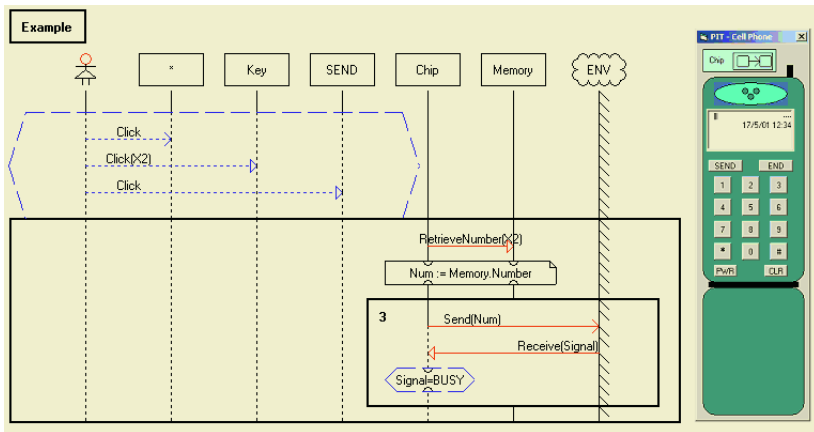 Example
* Key SEND Chip Memory ENV
Click
Click(X2)
Click
RetrieveNumber(X2)
Num := Memory.Number
3
Send(Num)
Receive(Signal)
Signal=BUSY
PIT - Cell Phone
Chip
17/5/01 12:34
SEND END
1 2 3
4 5 6
7 8 9
* 0 #
PWR CLR